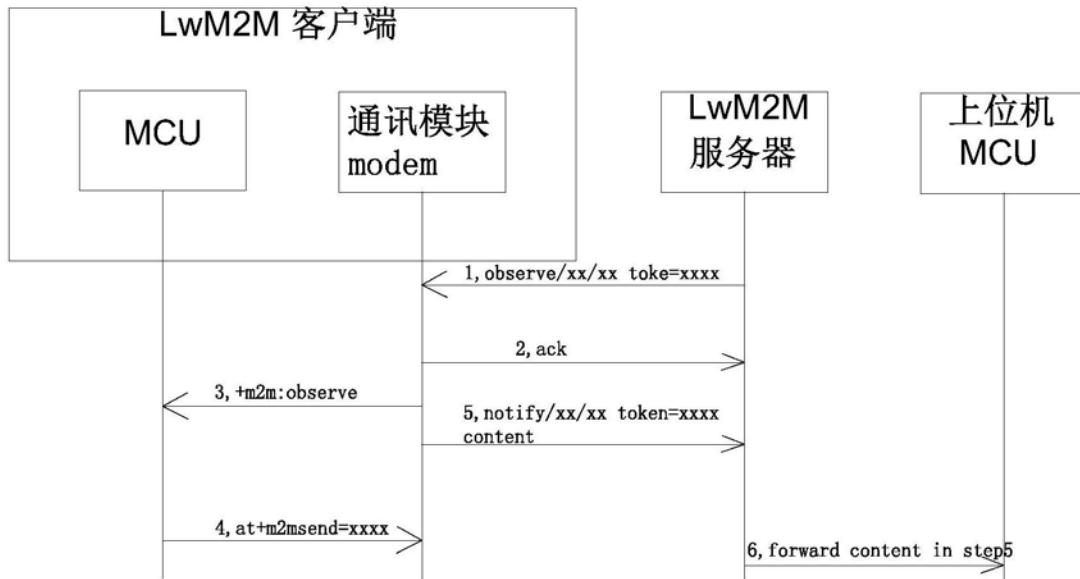 LwM2M 客户端
MCU
通讯模块
modem
LwM2M
服务器
上位机
MCU
1,observe/xx/xx toke=xxxx
2,ack
3,+m2m:observe
5,notify/xx/xx token=xxxx
content
4,at+m2msend=xxxx
6,forward content in step5